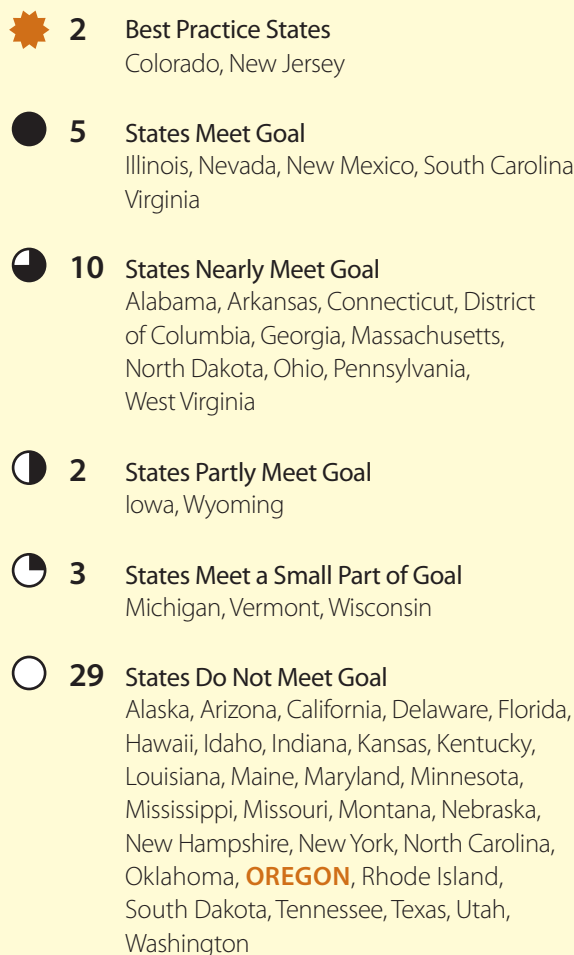 2 Best Practice States
Colorado, New Jersey
5 States Meet Goal
Illinois, Nevada, New Mexico, South Carolina
Virginia
10 States Nearly Meet Goal
Alabama, Arkansas, Connecticut, District
of Columbia, Georgia, Massachusetts,
North Dakota, Ohio, Pennsylvania,
West Virginia
2 States Partly Meet Goal
Iowa, Wyoming
3 States Meet a Small Part of Goal
Michigan, Vermont, Wisconsin
29 States Do Not Meet Goal
Alaska, Arizona, California, Delaware, Florida,
Hawaii, Idaho, Indiana, Kansas, Kentucky,
Louisiana, Maine, Maryland, Minnesota,
Mississippi, Missouri, Montana, Nebraska,
New Hampshire, New York, North Carolina,
Oklahoma, OREGON, Rhode Island,
South Dakota, Tennessee, Texas, Utah,
Washington